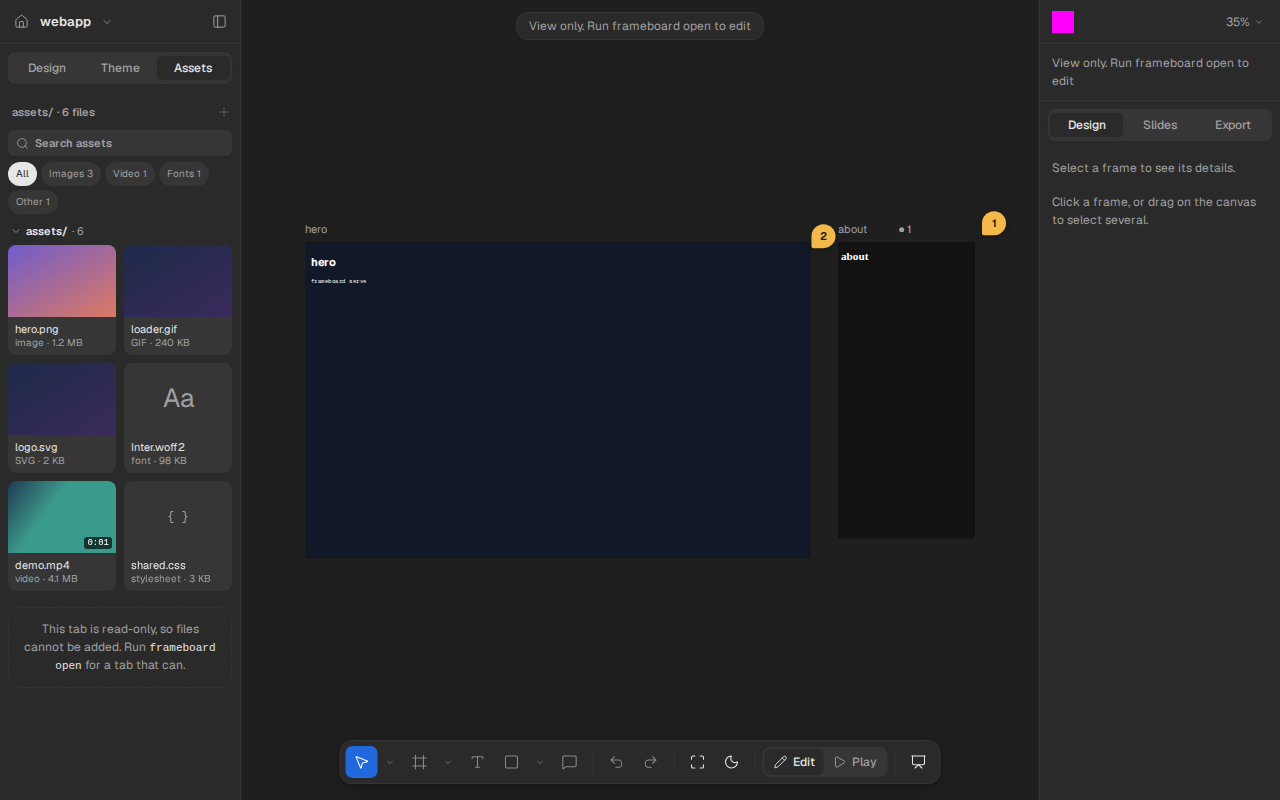 webapp
View only. Run frameboard open to edit
35%
Design
Theme
Assets
View only. Run frameboard open to
edit
assets/ · 6 files
Search assets
All
Images 3
Video 1
Fonts 1
Other 1
Design
Slides
Export
Select a frame to see its details.
Click a frame, or drag on the canvas
to select several.
assets/ · 6
hero
2
about
1
1
hero
frameboard serve
about
hero.png
image · 1.2 MB
loader.gif
GIF · 240 KB
Aa
logo.svg
SVG · 2 KB
Inter.woff2
font · 98 KB
0:01
{ }
demo.mp4
video · 4.1 MB
shared.css
stylesheet · 3 KB
This tab is read-only, so files
cannot be added. Run frameboard
open for a tab that can.
Edit
Play